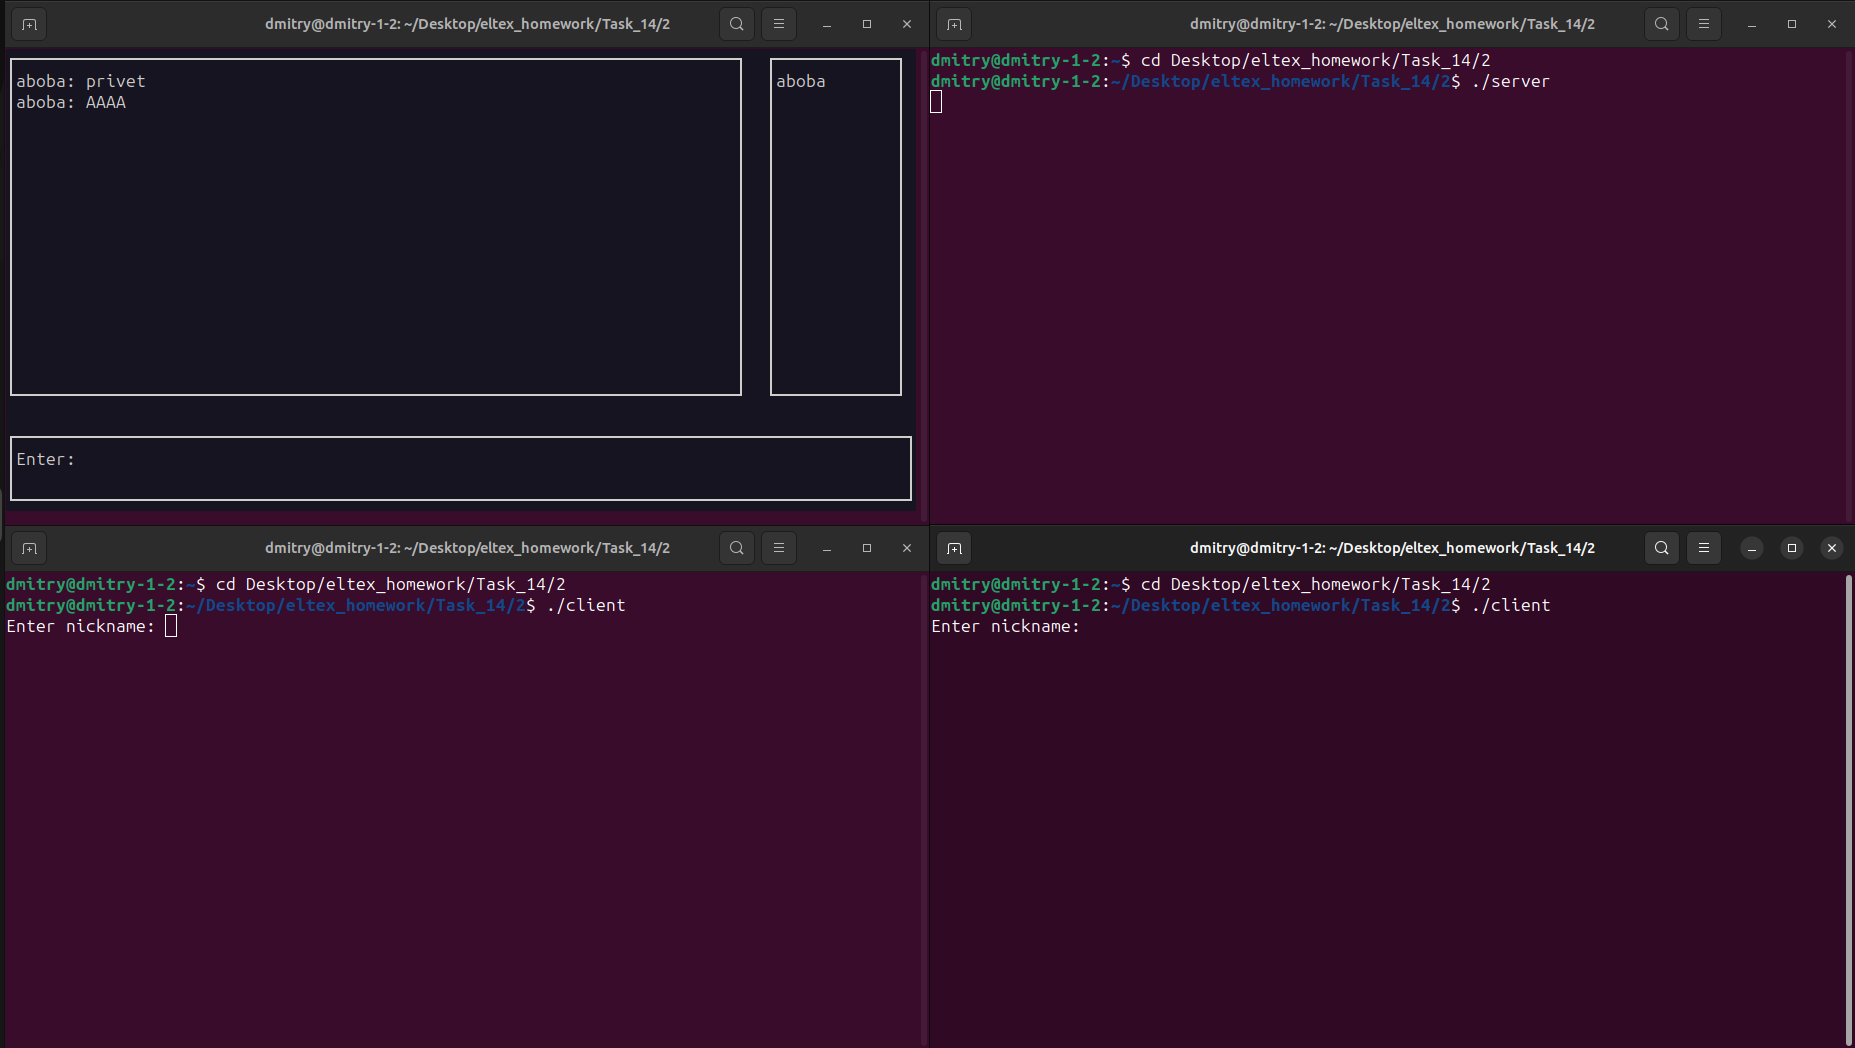 dmitry@dmitry-1-2: ~/Desktop/eltex_homework/Task_14/2
aboba: privet
aboba: AAAA
aboba
Enter:
dmitry@dmitry-1-2: ~/Desktop/eltex_homework/Task_14/2
dmitry@dmitry-1-2:~$ cd Desktop/eltex_homework/Task_14/2
dmitry@dmitry-1-2:~/Desktop/eltex_homework/Task_14/2$ ./server
dmitry@dmitry-1-2: ~/Desktop/eltex_homework/Task_14/2
dmitry@dmitry-1-2:~$ cd Desktop/eltex_homework/Task_14/2
dmitry@dmitry-1-2:~/Desktop/eltex_homework/Task_14/2$ ./client
Enter nickname:
dmitry@dmitry-1-2: ~/Desktop/eltex_homework/Task_14/2
dmitry@dmitry-1-2:~$ cd Desktop/eltex_homework/Task_14/2
dmitry@dmitry-1-2:~/Desktop/eltex_homework/Task_14/2$ ./client
Enter nickname: